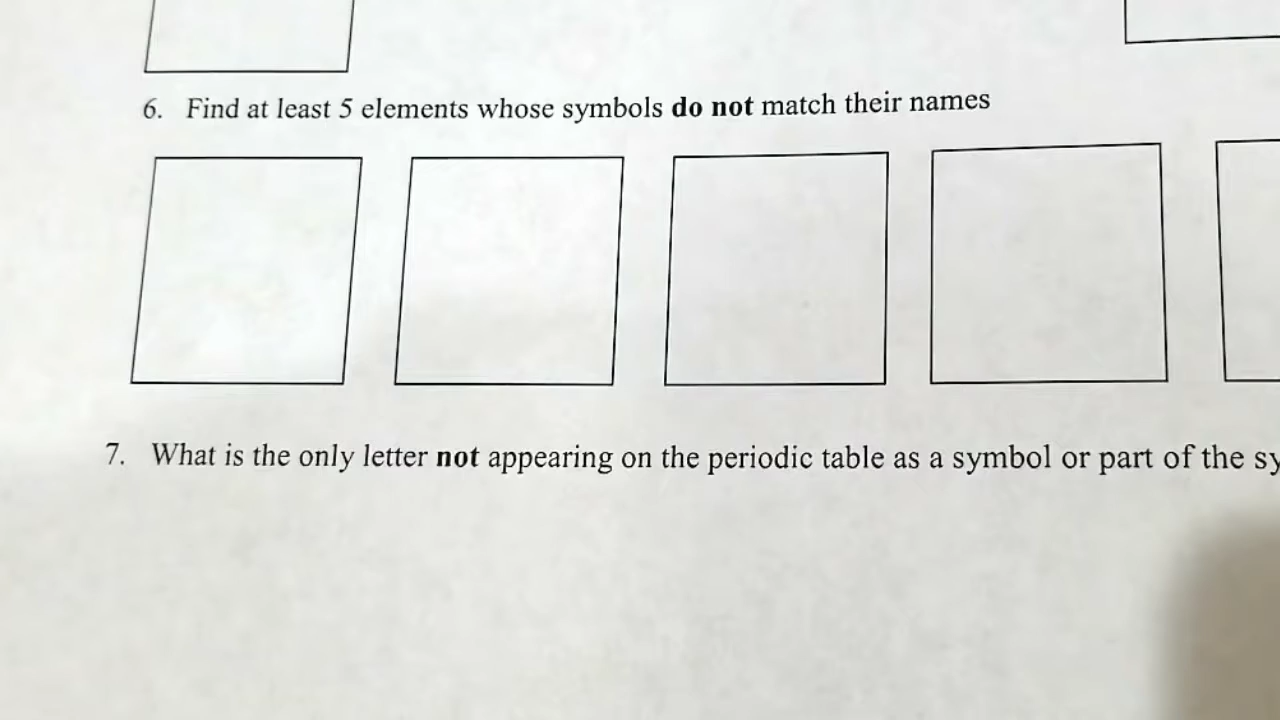 6. Find at least 5 elements whose symbols do not match their names
7. What is the only letter not appearing on the periodic table as a symbol or part of the